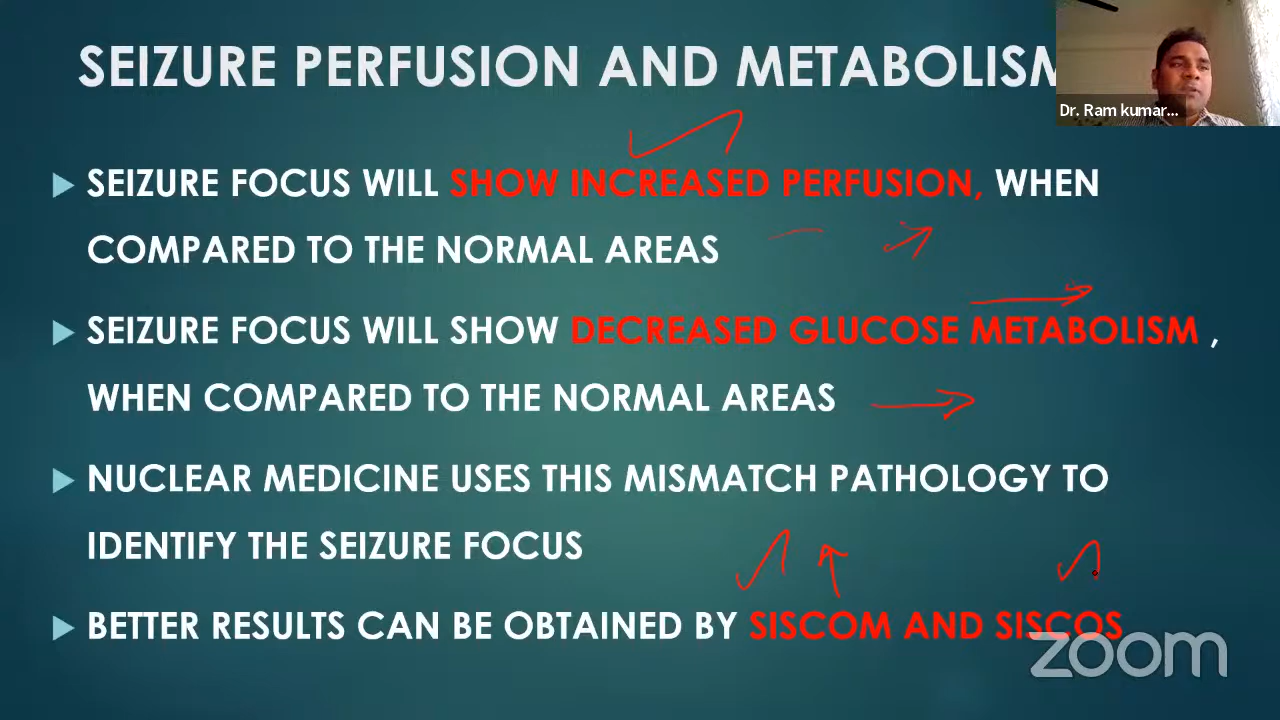 SEIZURE PERFUSION AND METABOLISM
Dr. Ram kumar...
SEIZURE FOCUS WILL SHOW INCREASED PERFUSION, WHEN
COMPARED TO THE NORMAL AREAS
SEIZURE FOCUS WILL SHOW DECREASED GLUCOSE METABOLISM ,
WHEN COMPARED TO THE NORMAL AREAS
NUCLEAR MEDICINE USES THIS MISMATCH PATHOLOGY TO
IDENTIFY THE SEIZURE FOCUS
BETTER RESULTS CAN BE OBTAINED BY SISCOM AND SISCOS
zoom